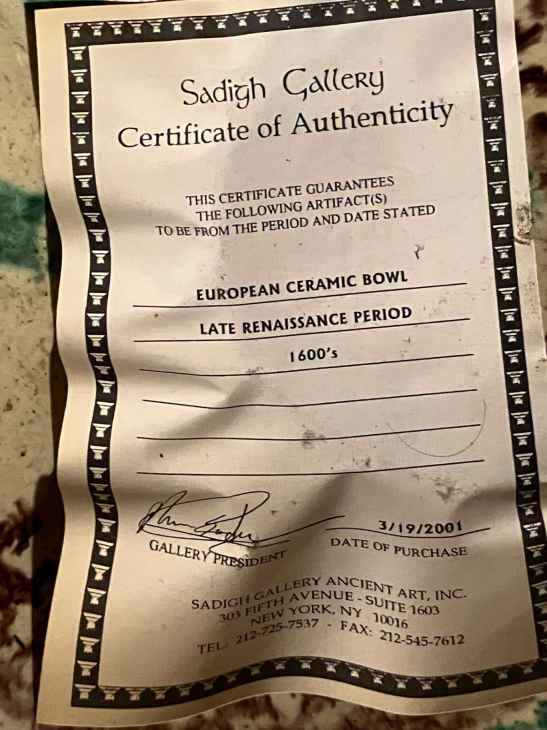 Sadigh Gallery
Certificate of Authenticity
THIS CERTIFICATE GUARANTEES
THE FOLLOWING ARTIFACT(S)
TO BE FROM THE PERIOD AND DATE STATED
EUROPEAN CERAMIC BOWL
LATE RENAISSANCE PERIOD
1600's
3/19/2001
GALLERY PRESIDENT
DATE OF PURCHASE
SADIGH GALLERY ANCIENT ART, INC.
303 FIFTH AVENUE - SUITE 1603
NEW YORK, NY 10016
TEL: 212-725-7537 - FAX: 212-545-7612